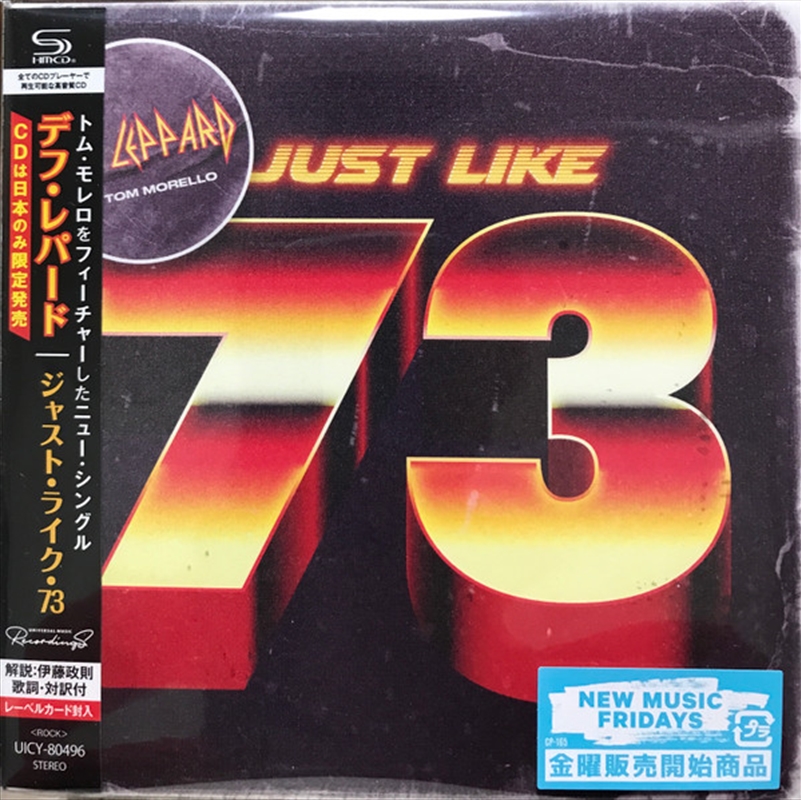 SHM-CD
全てのCDプレーヤーで
再生可能な高音質CD
トム・モレロをフィーチャーしたニュー・シングル
デフ・レパード
ジャスト・ライク・73
CDは日本のみ限定発売
UNIVERSAL MUSIC
Recordings
解説:伊藤政則
歌詞・対訳付
レーベルカード封入
<ROCK>
UICY-80496
STEREO
LEPPARD
TOM MORELLO
JUST LIKE
73
NEW MUSIC
FRIDAYS
プラ
CP-165
金曜販売開始商品